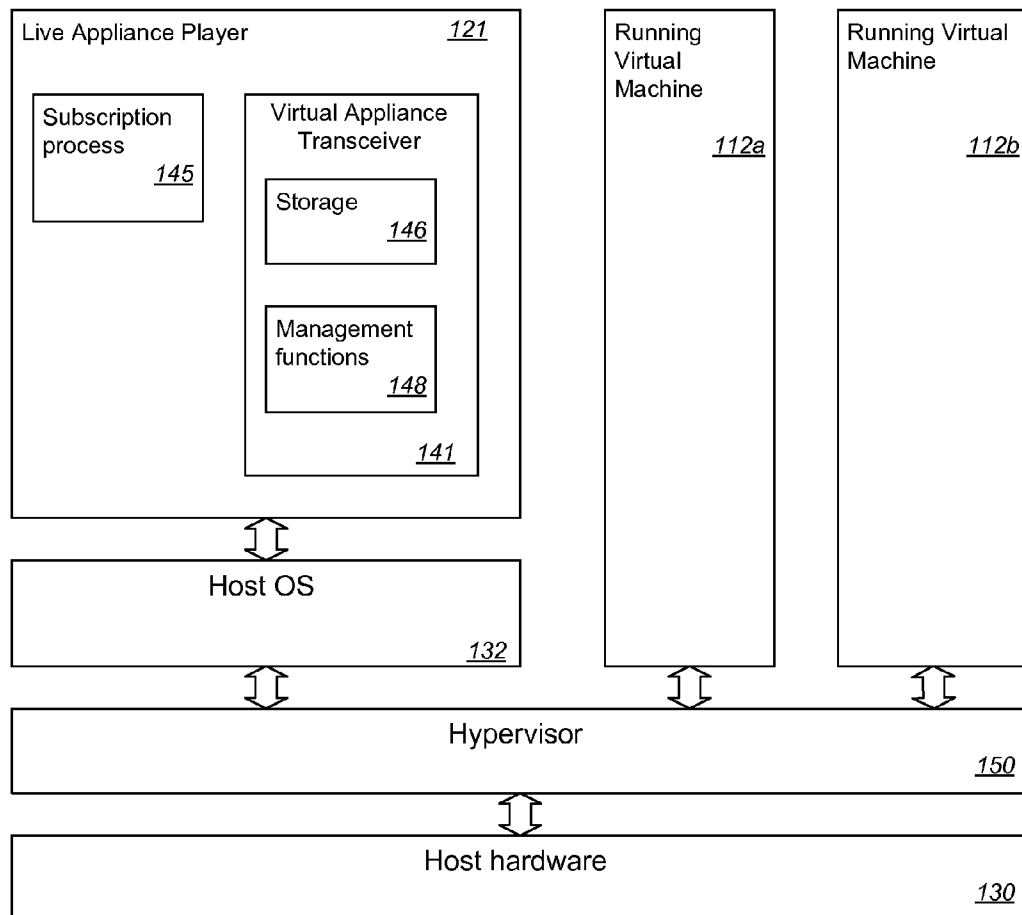 Live Appliance Player
121
Subscription
process
145
Virtual Appliance
Transceiver
Storage
146
Management
functions
148
141
Running
Virtual
Machine
112a
Running Virtual
Machine
112b
Host OS
132
Hypervisor
150
Host hardware
130